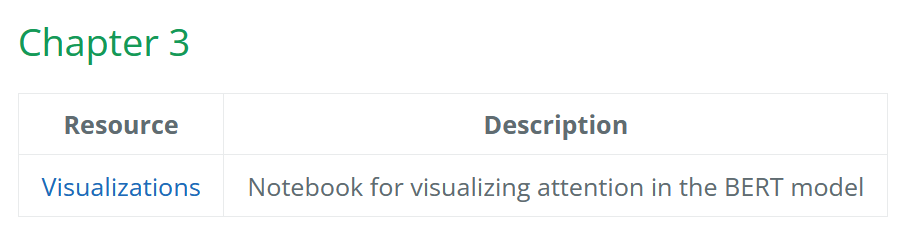 Chapter 3
Resource Description
Visualizations Notebook for visualizing attention in the BERT model